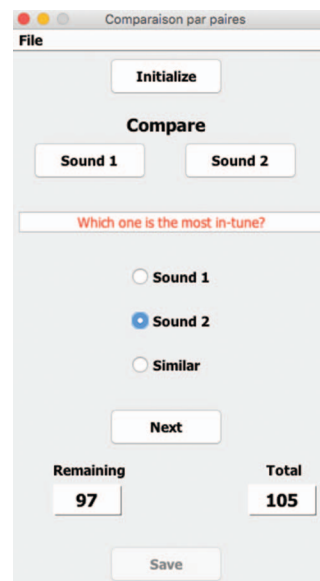 Comparaison par paires
File
Initialize
Compare
Sound 1 Sound 2
Which one is the most in-tune?
Sound 1
Sound 2
Similar
Next
Remaining Total
97 105
Save